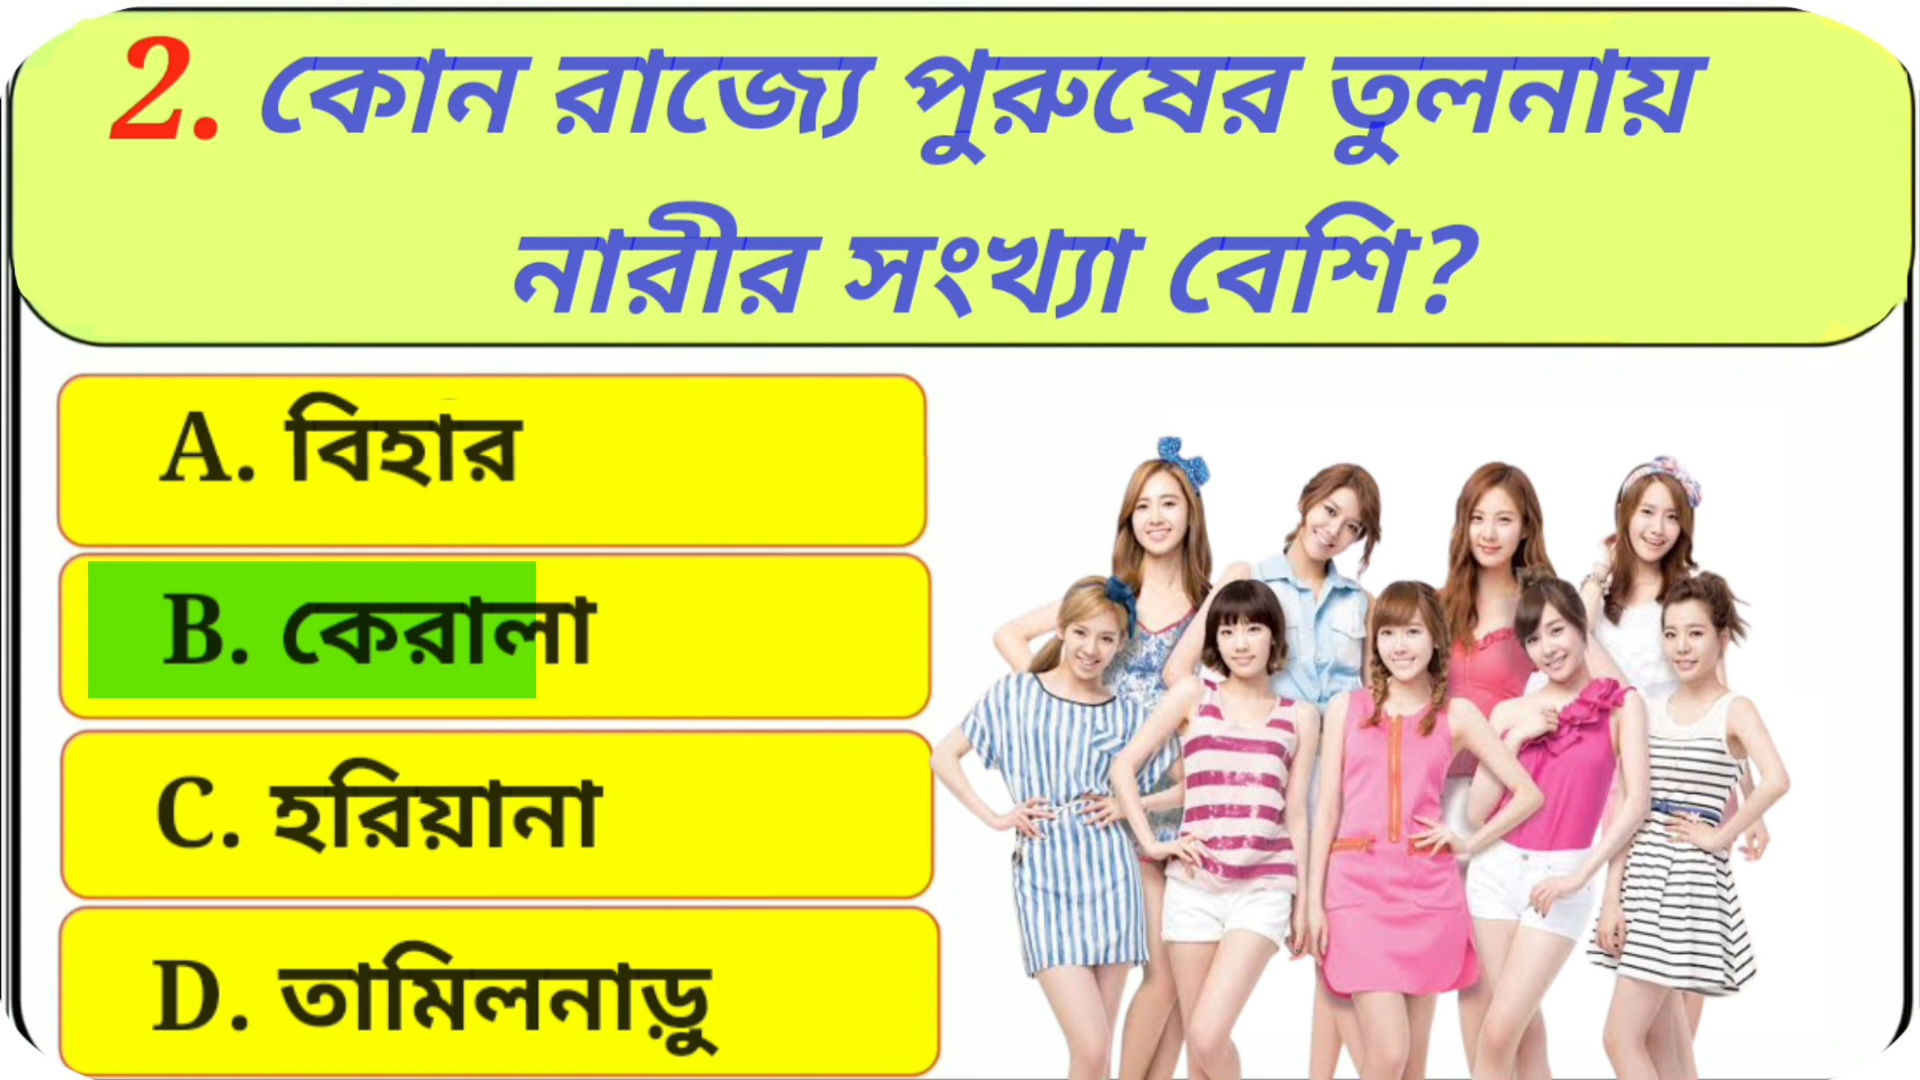 2. কোন রাজ্যে পুরুষের তুলনায়
নারীর সংখ্যা বেশি?
A. বিহার
B. কেরালা
C. হরিয়ানা
D. তামিলনাড়ু